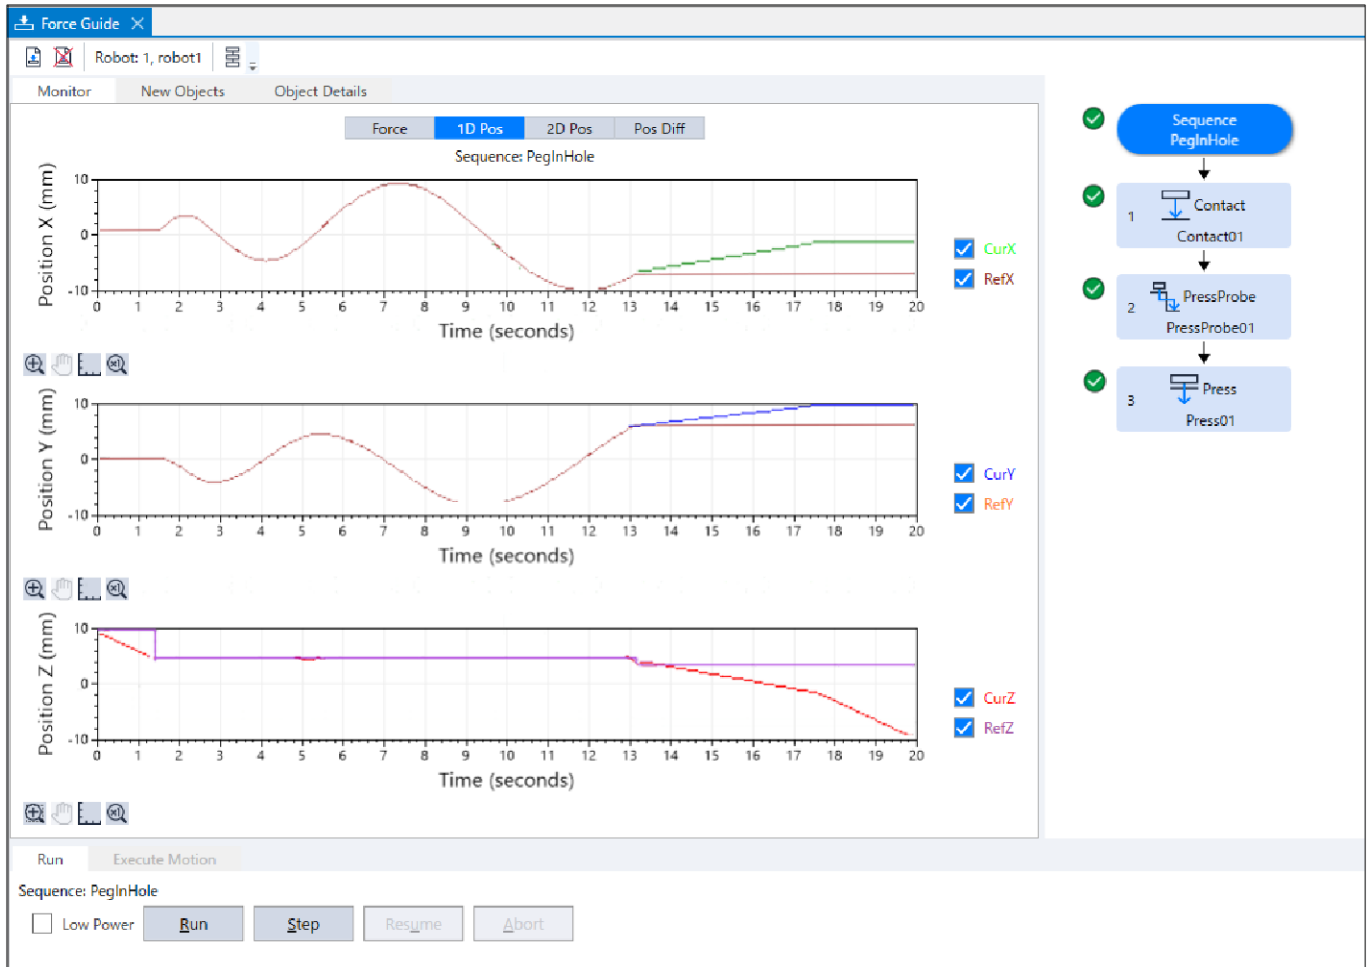 Force Guide
Robot: 1, robot1
Monitor New Objects Object Details
Force 1D Pos 2D Pos Pos Diff
Sequence: PegInHole
Position X (mm)
10
0
-10
0 1 2 3 4 5 6 7 8 9 10 11 12 13 14 15 16 17 18 19 20
Time (seconds)
CurX
RefX
Position Y (mm)
10
0
-10
0 1 2 3 4 5 6 7 8 9 10 11 12 13 14 15 16 17 18 19 20
Time (seconds)
CurY
RefY
Position Z (mm)
10
0
-10
0 1 2 3 4 5 6 7 8 9 10 11 12 13 14 15 16 17 18 19 20
Time (seconds)
CurZ
RefZ
Sequence
PegInHole
1 Contact
Contact01
2 PressProbe
PressProbe01
3 Press
Press01
Run Execute Motion
Sequence: PegInHole
Low Power Run Step Resume Abort